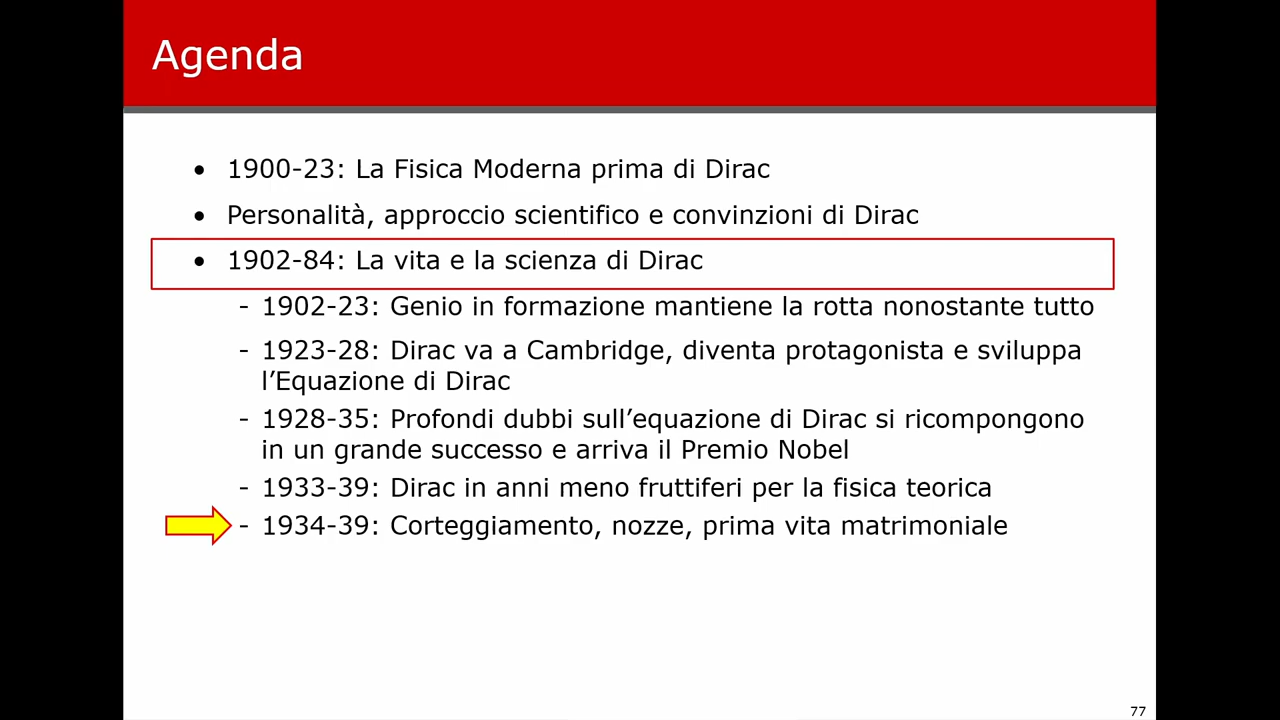 Agenda
• 1900-23: La Fisica Moderna prima di Dirac
• Personalità, approccio scientifico e convinzioni di Dirac
• 1902-84: La vita e la scienza di Dirac
- 1902-23: Genio in formazione mantiene la rotta nonostante tutto
- 1923-28: Dirac va a Cambridge, diventa protagonista e sviluppa
l’Equazione di Dirac
- 1928-35: Profondi dubbi sull’equazione di Dirac si ricompongono
in un grande successo e arriva il Premio Nobel
- 1933-39: Dirac in anni meno fruttiferi per la fisica teorica
- 1934-39: Corteggiamento, nozze, prima vita matrimoniale
77